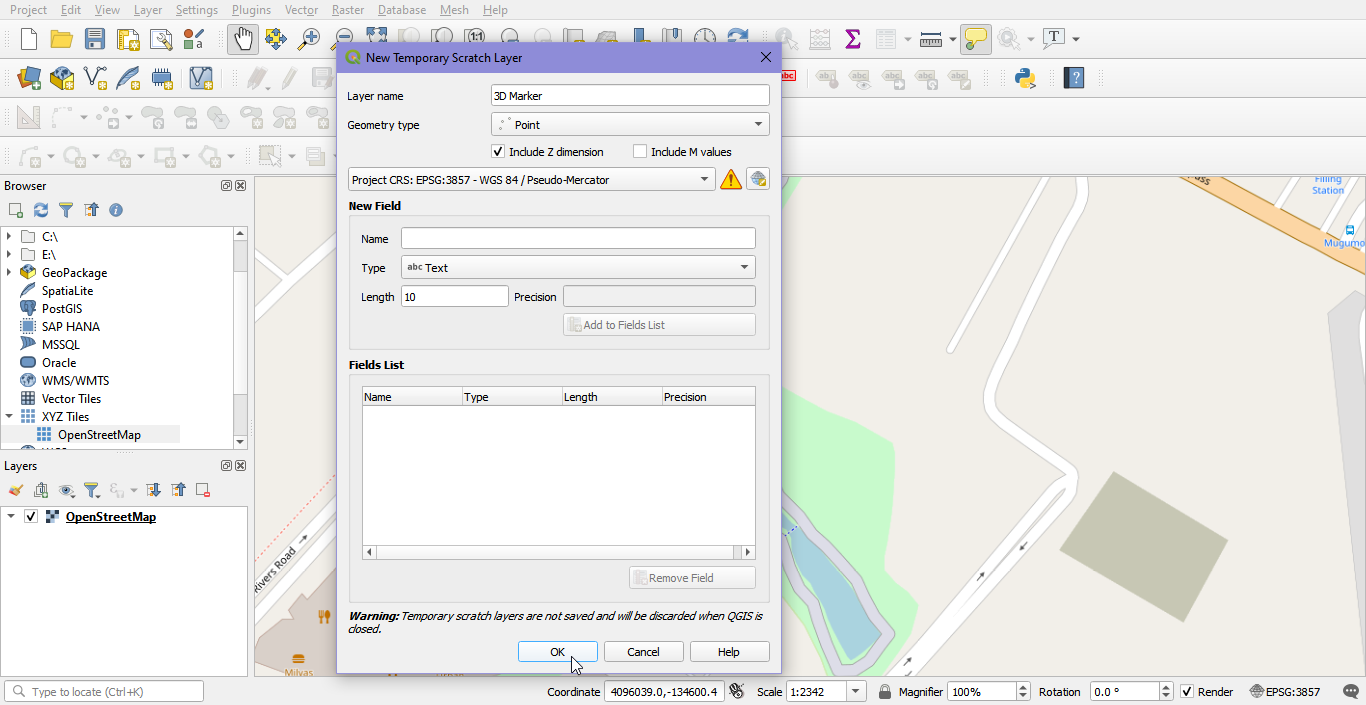 Project Edit View Layer Settings Plugins Vector Raster Database Mesh Help
New Temporary Scratch Layer
Layer name 3D Marker
Geometry type Point
Include Z dimension Include M values
Project CRS: EPSG:3857 - WGS 84 / Pseudo-Mercator
New Field
Name
Type abc Text
Length 10 Precision
Add to Fields List
Fields List
Name Type Length Precision
Remove Field
Warning: Temporary scratch layers are not saved and will be discarded when QGIS is
closed.
OK Cancel Help
abc
abc abc abc abc abc
Browser
C:\
E:\
GeoPackage
SpatiaLite
PostGIS
SAP HANA
MSSQL
Oracle
WMS/WMTS
Vector Tiles
XYZ Tiles
OpenStreetMap
Layers
OpenStreetMap
Rivers Road
Milvas
Filling
Station
Mugumo
Type to locate (Ctrl+K)
Coordinate 4096039.0,-134600.4 Scale 1:2342 Magnifier 100% Rotation 0.0 ° Render EPSG:3857